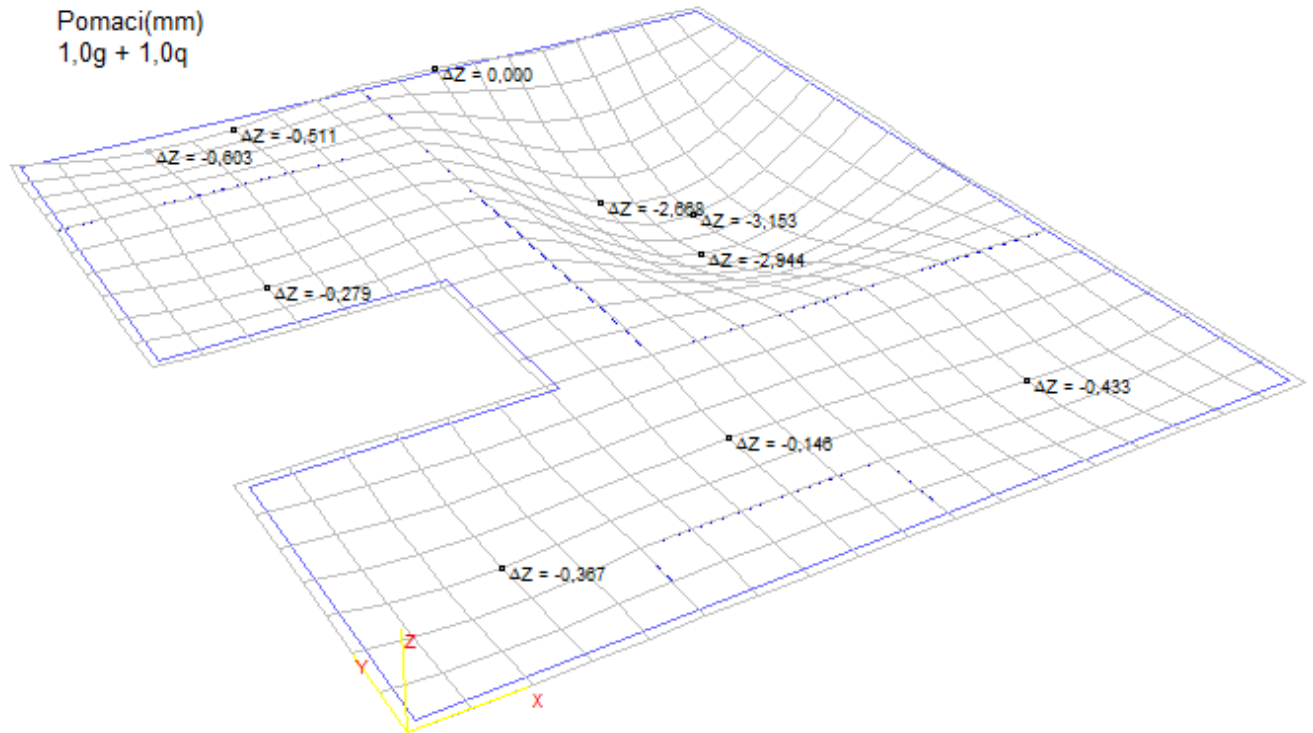 Pomaci(mm)
1,0g + 1,0q
ΔZ = 0,000
ΔZ = -0,511
ΔZ = -0,603
ΔZ = -2,668
ΔZ = -3,153
ΔZ = -2,944
ΔZ = -0,279
ΔZ = -0,433
ΔZ = -0,146
ΔZ = -0,367
Z
Y
X